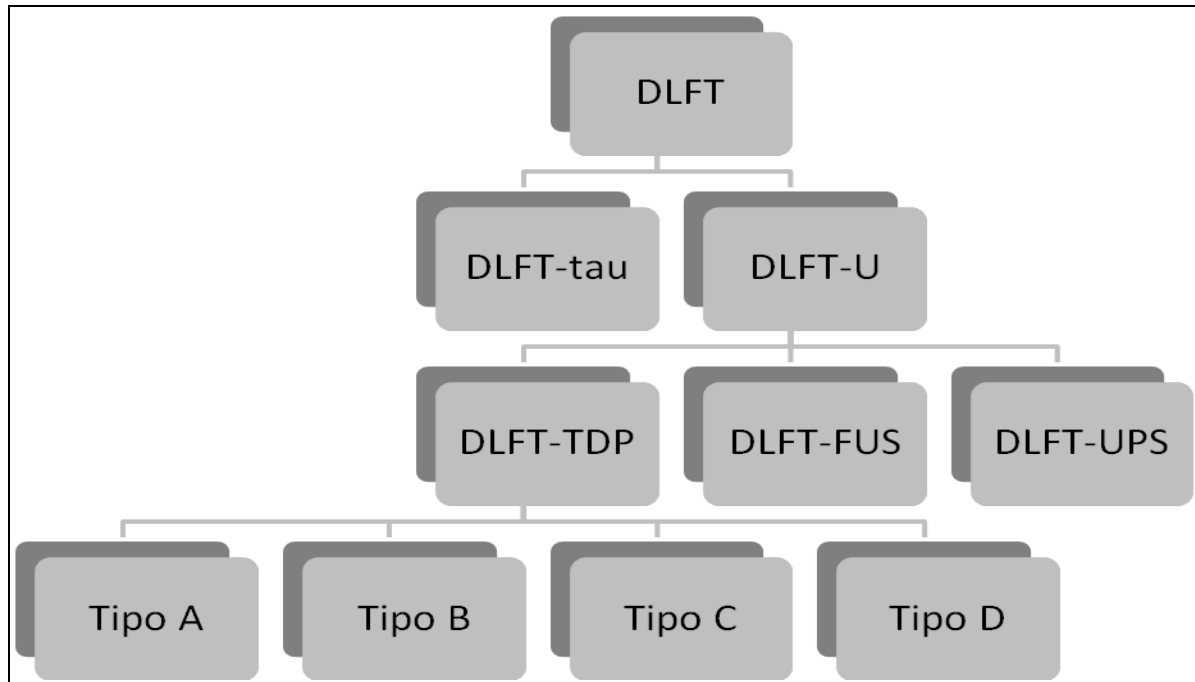 DLFT
DLFT-tau
DLFT-U
DLFT-TDP
DLFT-FUS
DLFT-UPS
Tipo A
Tipo B
Tipo C
Tipo D